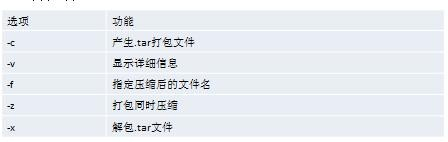 选项 功能
-c 产生.tar打包文件
-v 显示详细信息
-f 指定压缩后的文件名
-z 打包同时压缩
-x 解包.tar文件